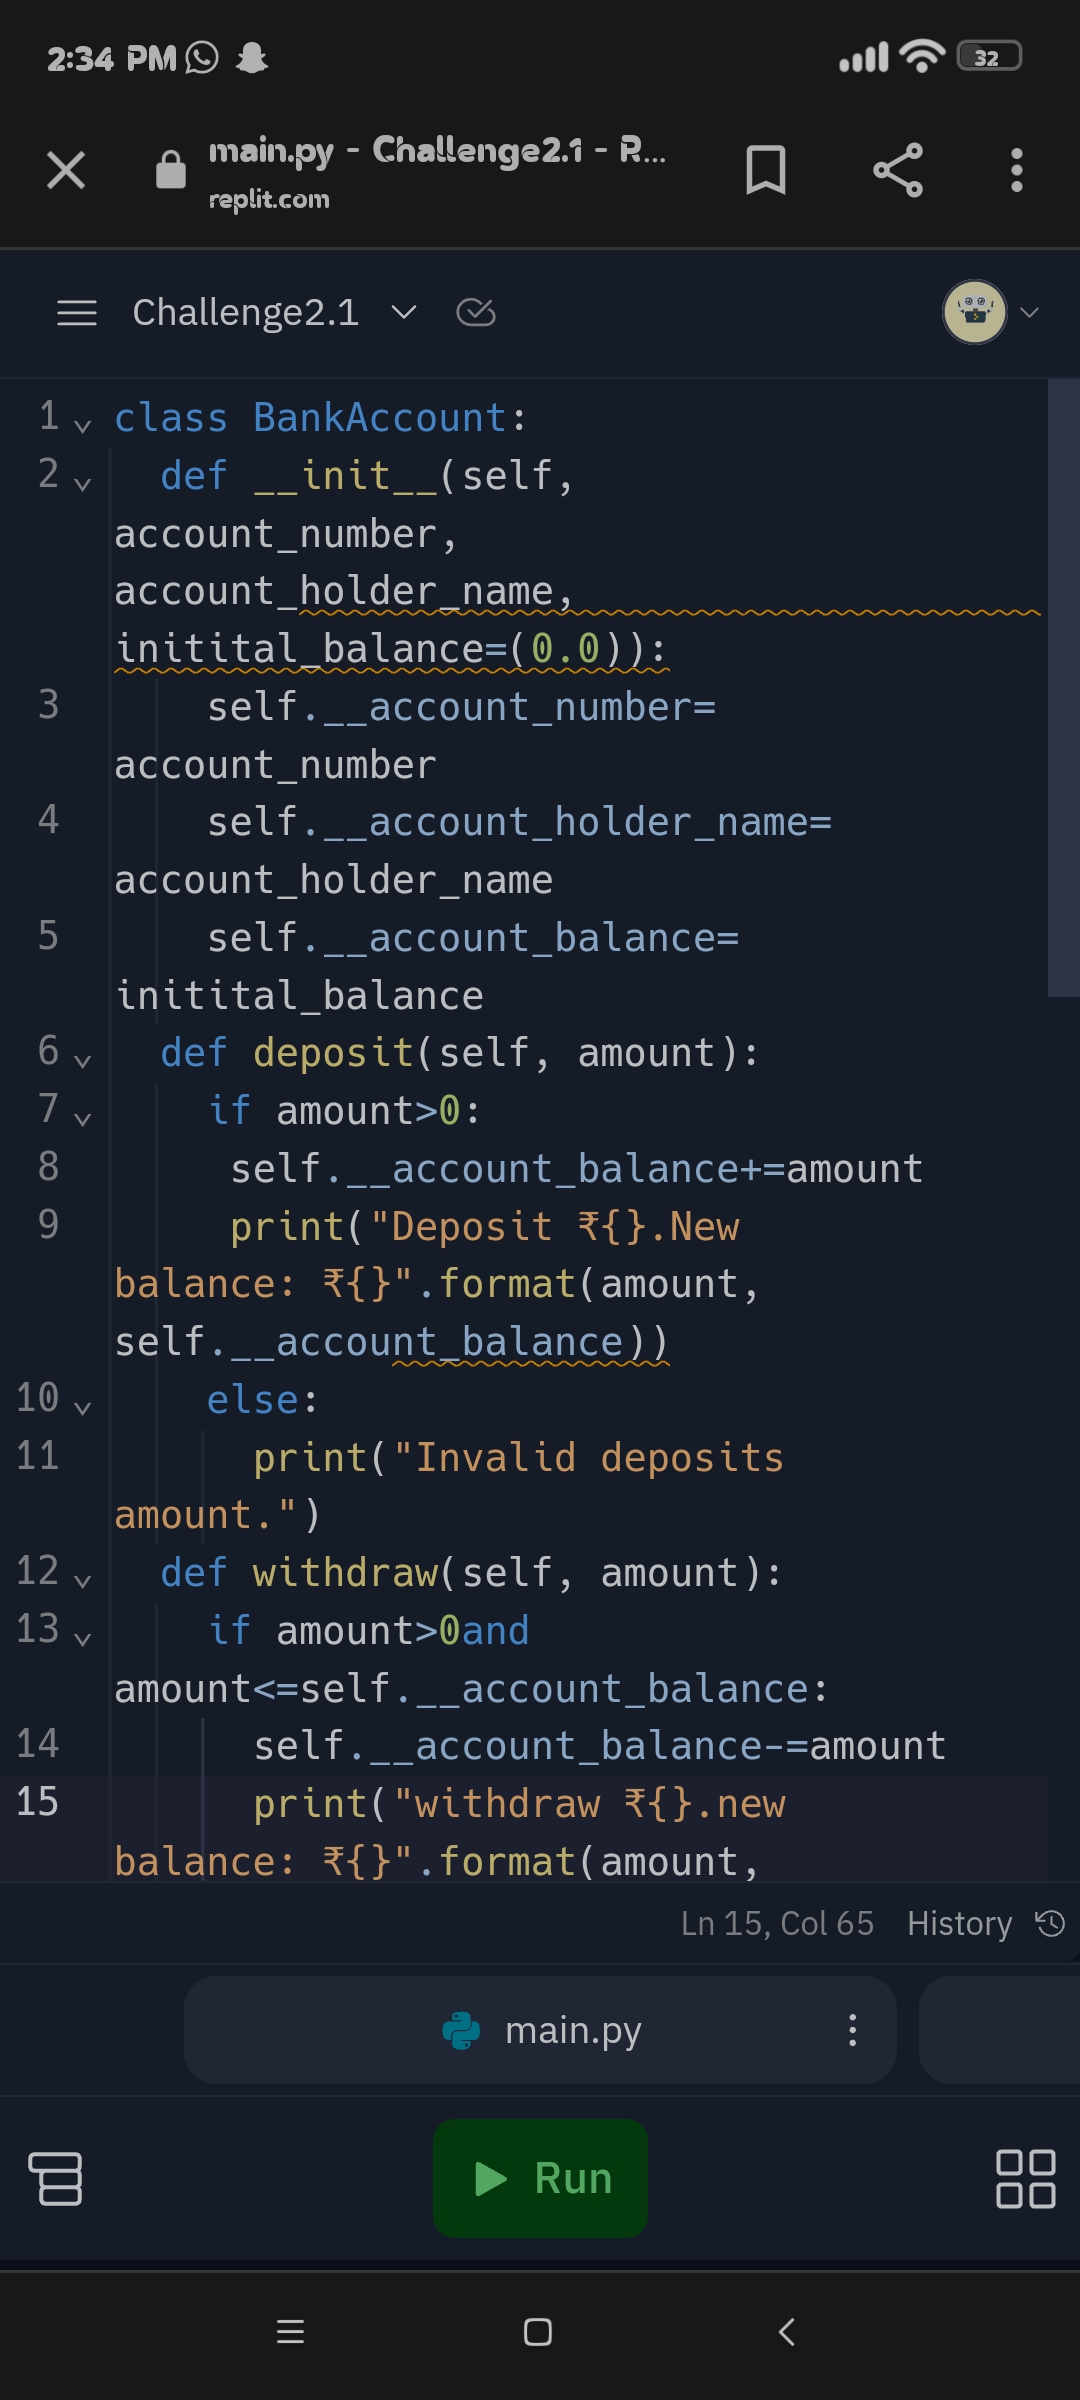 2:34 PM
32
main.py - Challenge2.1 - R...
replit.com
Challenge2.1
1 class BankAccount:
2 def __init__(self,
account_number,
account_holder_name,
initital_balance=(0.0)):
3 self.__account_number=
account_number
4 self.__account_holder_name=
account_holder_name
5 self.__account_balance=
initital_balance
6 def deposit(self, amount):
7 if amount>0:
8 self.__account_balance+=amount
9 print("Deposit ₹{}.New
balance: ₹{}".format(amount,
self.__account_balance))
10 else:
11 print("Invalid deposits
amount.")
12 def withdraw(self, amount):
13 if amount>0and
amount<=self.__account_balance:
14 self.__account_balance-=amount
15 print("withdraw ₹{}.new
balance: ₹{}".format(amount,
Ln 15, Col 65 History
main.py
Run